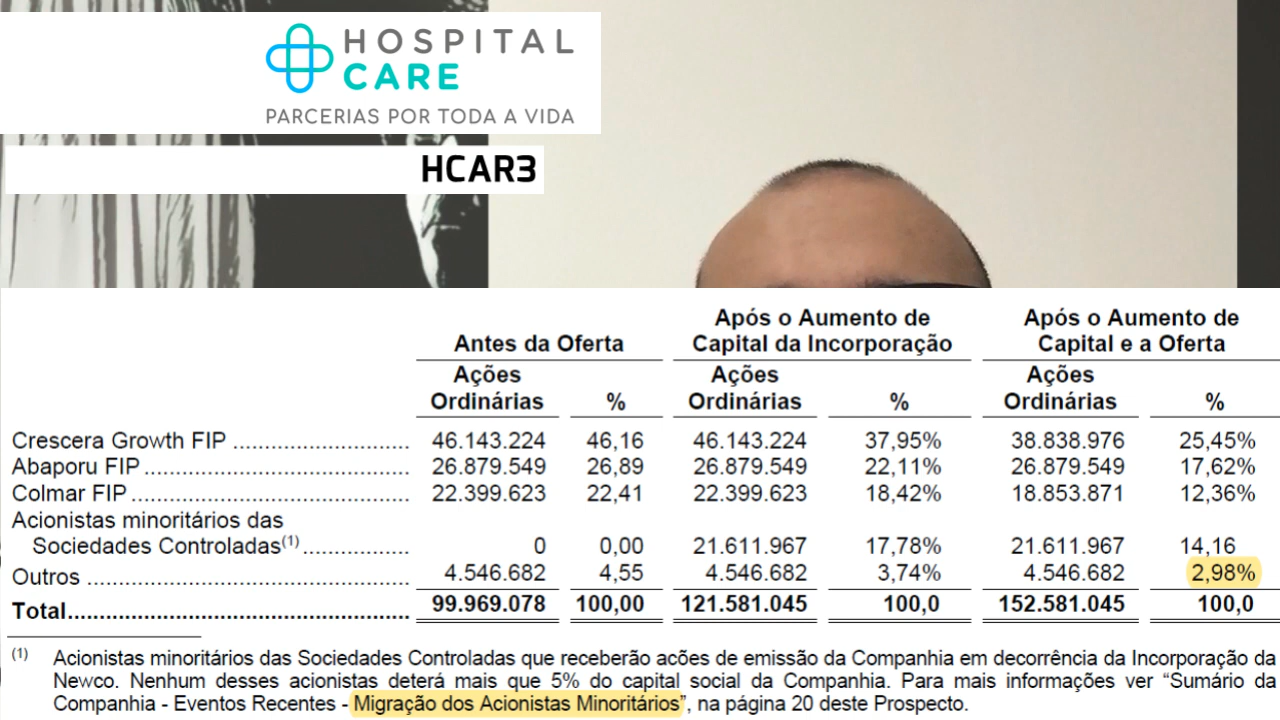 HOSPITAL
CARE
PARCERIAS POR TODA A VIDA
HCAR3
Antes da Oferta
Após o Aumento de
Capital da Incorporação
Após o Aumento de
Capital e a Oferta
Ações
Ordinárias %
Ações
Ordinárias %
Ações
Ordinárias %
Crescera Growth FIP ........................... 46.143.224 46,16 46.143.224 37,95% 38.838.976 25,45%
Abaporu FIP ........................................ 26.879.549 26,89 26.879.549 22,11% 26.879.549 17,62%
Colmar FIP .......................................... 22.399.623 22,41 22.399.623 18,42% 18.853.871 12,36%
Acionistas minoritários das
Sociedades Controladas(1) ................ 0 0,00 21.611.967 17,78% 21.611.967 14,16
Outros ................................................. 4.546.682 4,55 4.546.682 3,74% 4.546.682 2,98%
Total.................................................... 99.969.078 100,00 121.581.045 100,0 152.581.045 100,0
(1) Acionistas minoritários das Sociedades Controladas que receberão acões de emissão da Companhia em decorrência da Incorporação da
Newco. Nenhum desses acionistas deterá mais que 5% do capital social da Companhia. Para mais informações ver “Sumário da
Companhia - Eventos Recentes - Migração dos Acionistas Minoritários”, na página 20 deste Prospecto.